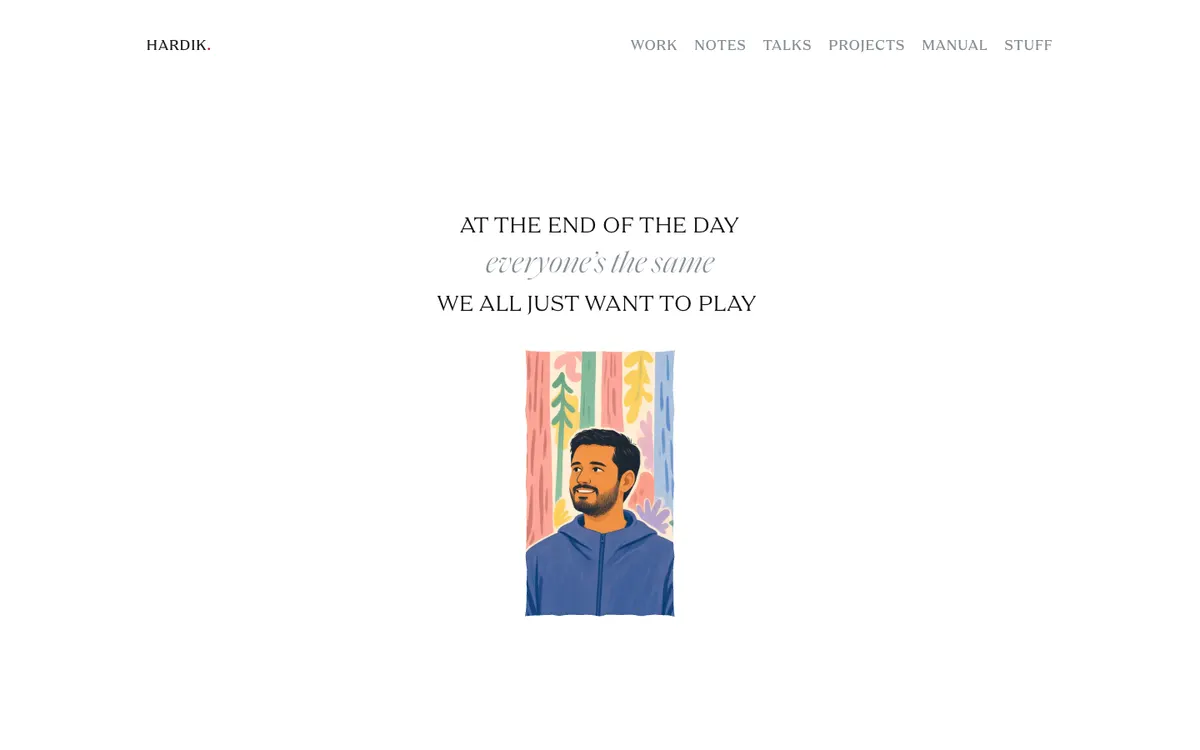 HARDIK.
WORK NOTES TALKS PROJECTS MANUAL STUFF
AT THE END OF THE DAY
everyone's the same
WE ALL JUST WANT TO PLAY